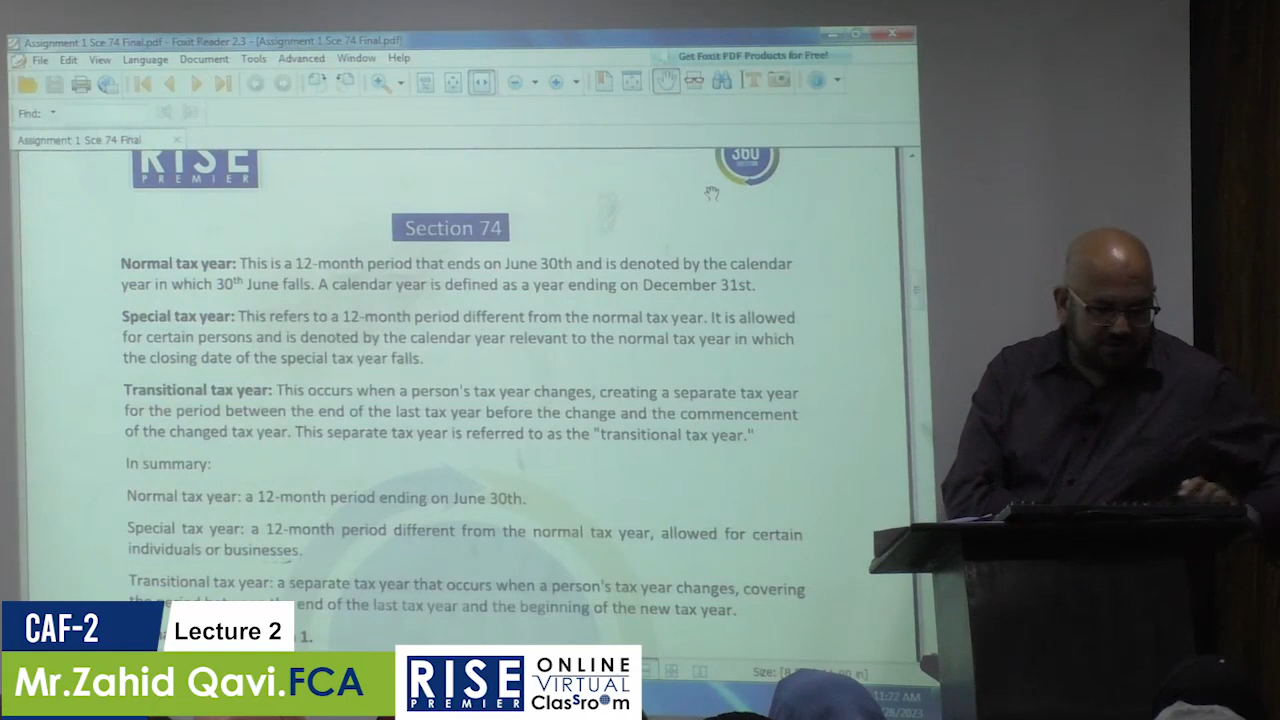 Assignment 1 Sce 74 Final.pdf - Foxit Reader 2.3 - [Assignment 1 Sce 74 Final.pdf]
File Edit View Language Document Tools Advanced Window Help
Get Foxit PDF Products for Free!
Find:
Assignment 1 Sce 74 Final
RISE
PREMIER
360
Section 74
Normal tax year: This is a 12-month period that ends on June 30th and is denoted by the calendar
year in which 30th June falls. A calendar year is defined as a year ending on December 31st.
Special tax year: This refers to a 12-month period different from the normal tax year. It is allowed
for certain persons and is denoted by the calendar year relevant to the normal tax year in which
the closing date of the special tax year falls.
Transitional tax year: This occurs when a person's tax year changes, creating a separate tax year
for the period between the end of the last tax year before the change and the commencement
of the changed tax year. This separate tax year is referred to as the "transitional tax year."
In summary:
Normal tax year: a 12-month period ending on June 30th.
Special tax year: a 12-month period different from the normal tax year, allowed for certain
individuals or businesses.
Transitional tax year: a separate tax year that occurs when a person's tax year changes, covering
end of the last tax year and the beginning of the new tax year.
1.
Size:
11:22 AM
CAF-2
Lecture 2
Mr.Zahid Qavi.FCA
RISE
PREMIER
ONLINE
VIRTUAL
ClassRoom